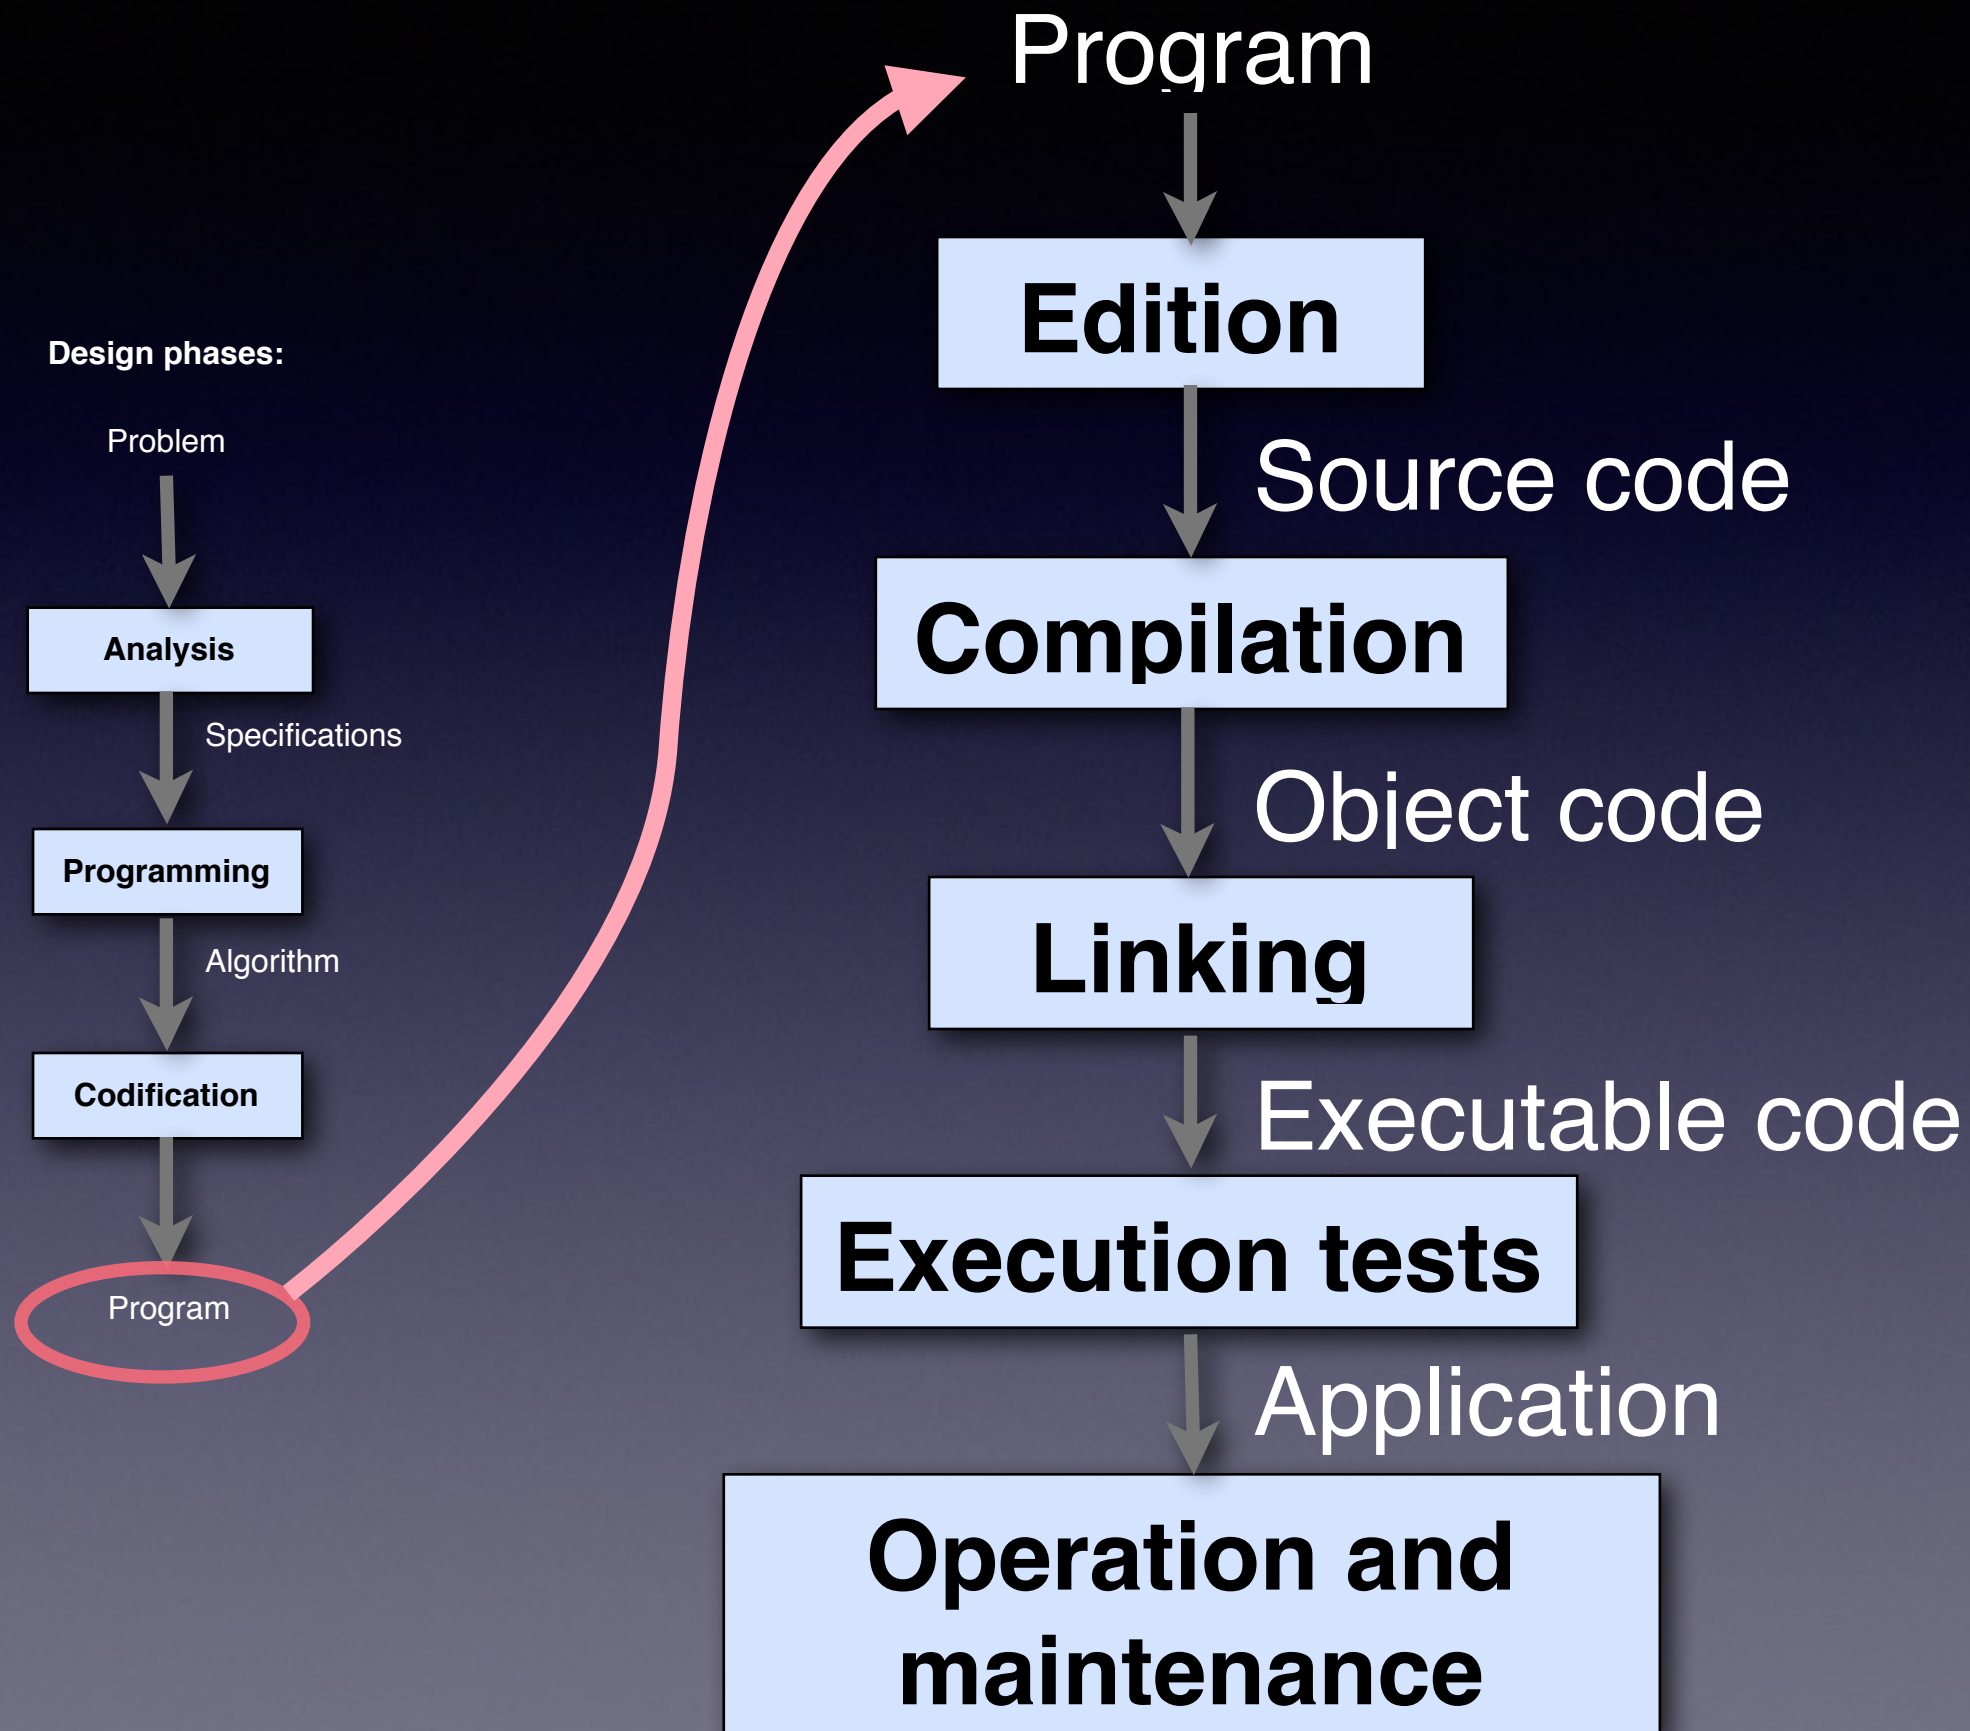 Design phases:
Problem
Analysis
Specifications
Programming
Algorithm
Codification
Program
Program
Edition
Source code
Compilation
Object code
Linking
Executable code
Execution tests
Application
Operation and
maintenance